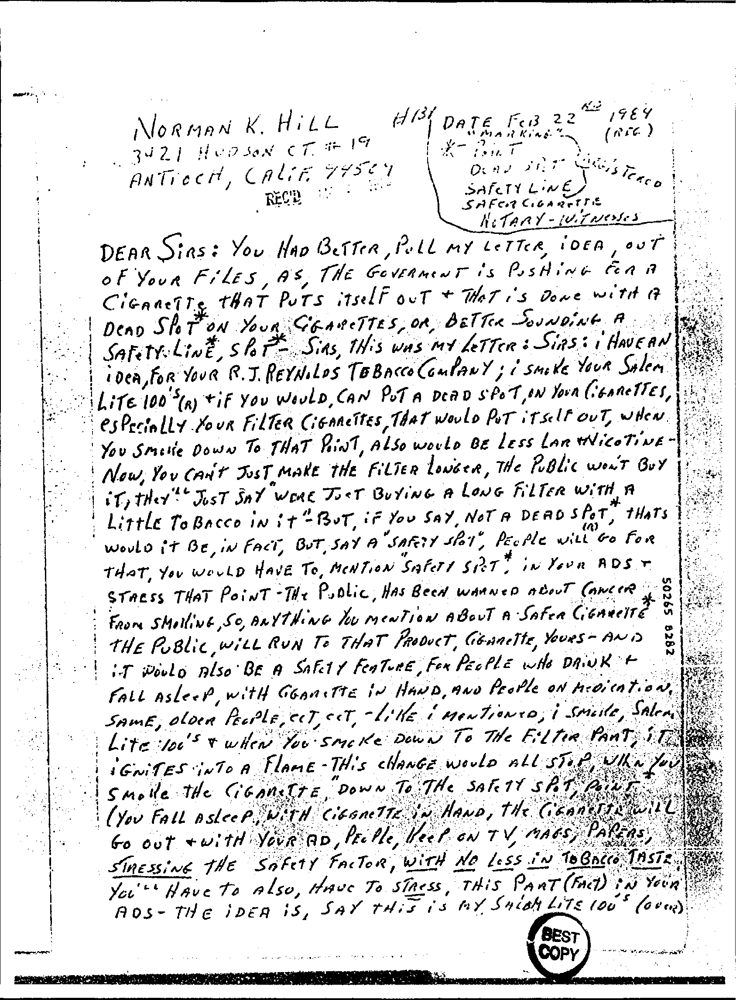 NORMAN K. HILL
3421 HUDSON CT. # 19
ANTIOCH, CALIF. 94509
REC'D
#131
DATE FEB 22 ND 1984
"MARKING" (REG)
*- POINT
DEAD SPOT REGISTERED
SAFETY LINE
SAFER CIGARETTE
NOTARY - WITNESSES
DEAR SIRS: YOU HAD BETTER, PULL MY LETTER, IDEA, OUT
OF YOUR FILES, AS, THE GOVERMENT IS PUSHING FOR A
CIGARETTE THAT PUTS ITSELF OUT + THAT IS DONE WITH A
DEAD SPOT* ON YOUR CIGARETTES, OR, BETTER SOUNDING A
SAFETY LINE*, SPOT*- SIRS, THIS WAS MY LETTER: SIRS: I HAVE AN
IDEA, FOR YOUR R.J. REYNOLDS TOBACCO COMPANY; I SMOKE YOUR SALEM
LITE 100'S (R) + IF YOU WOULD, CAN PUT A DEAD SPOT, ON YOUR CIGARETTES,
ESPECIALLY YOUR FILTER CIGARETTES, THAT WOULD PUT ITSELF OUT, WHEN
YOU SMOKE DOWN TO THAT POINT, ALSO WOULD BE LESS TAR + NICOTINE-
NOW, YOU CAN'T JUST MAKE THE FILTER LONGER, THE PUBLIC WON'T BUY
IT, THEY'LL JUST SAY "WERE JUST BUYING A LONG FILTER WITH A
LITTLE TOBACCO IN IT"- BUT, IF YOU SAY, NOT A DEAD SPOT,* THATS
WOULD IT BE, IN FACT, BUT, SAY A "SAFETY SPOT", (R) PEOPLE WILL GO FOR
THAT, YOU WOULD HAVE TO, MENTION "SAFETY SPOT"* IN YOUR ADS +
STRESS THAT POINT - THE PUBLIC, HAS BEEN WARNED ABOUT CANCER
FROM SMOKING, SO, ANYTHING YOU MENTION ABOUT A SAFER CIGARETTE*
THE PUBLIC, WILL RUN TO THAT PRODUCT, CIGARETTE, YOURS - AND
IT WOULD ALSO BE A SAFETY FEATURE, FOR PEOPLE WHO DRINK +
FALL ASLEEP, WITH CIGARETTE IN HAND, AND PEOPLE ON MEDICATION,
SAME, OLDER PEOPLE, ECT, ECT, - LIKE I MENTIONED, I SMOKE, SALEM
LITE 100'S + WHEN YOU SMOKE DOWN TO THE FILTER PART, IT
IGNITES INTO A FLAME - THIS CHANGE WOULD ALL STOP, WHEN YOU
SMOKE THE CIGARETTE, "DOWN TO THE SAFETY SPOT, POINT
(YOU FALL ASLEEP, WITH CIGARETTE IN HAND, THE CIGARETTE WILL
GO OUT + WITH YOUR AD, PEOPLE, KEEP ON TV, MAGS, PAPERS,
STRESSING THE SAFETY FACTOR, WITH NO LESS IN TOBACCO TASTE,
YOU'LL HAVE TO ALSO, HAVE TO STRESS, THIS PART (FACT) IN YOUR
ADS - THE IDEA IS, SAY THIS IS MY SALEM LITE 100'S (OVER)
50265 8282
BEST
COPY